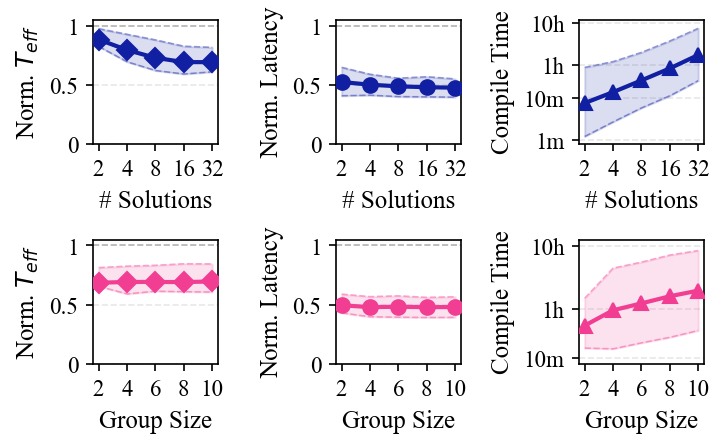 Norm. T_eff
1
0.5
0
2 4 8 16 32
# Solutions
Norm. Latency
1
0.5
0
2 4 8 16 32
# Solutions
Compile Time
10h
1h
10m
1m
2 4 8 16 32
# Solutions
Norm. T_eff
1
0.5
0
2 4 6 8 10
Group Size
Norm. Latency
1
0.5
0
2 4 6 8 10
Group Size
Compile Time
10h
1h
10m
2 4 6 8 10
Group Size